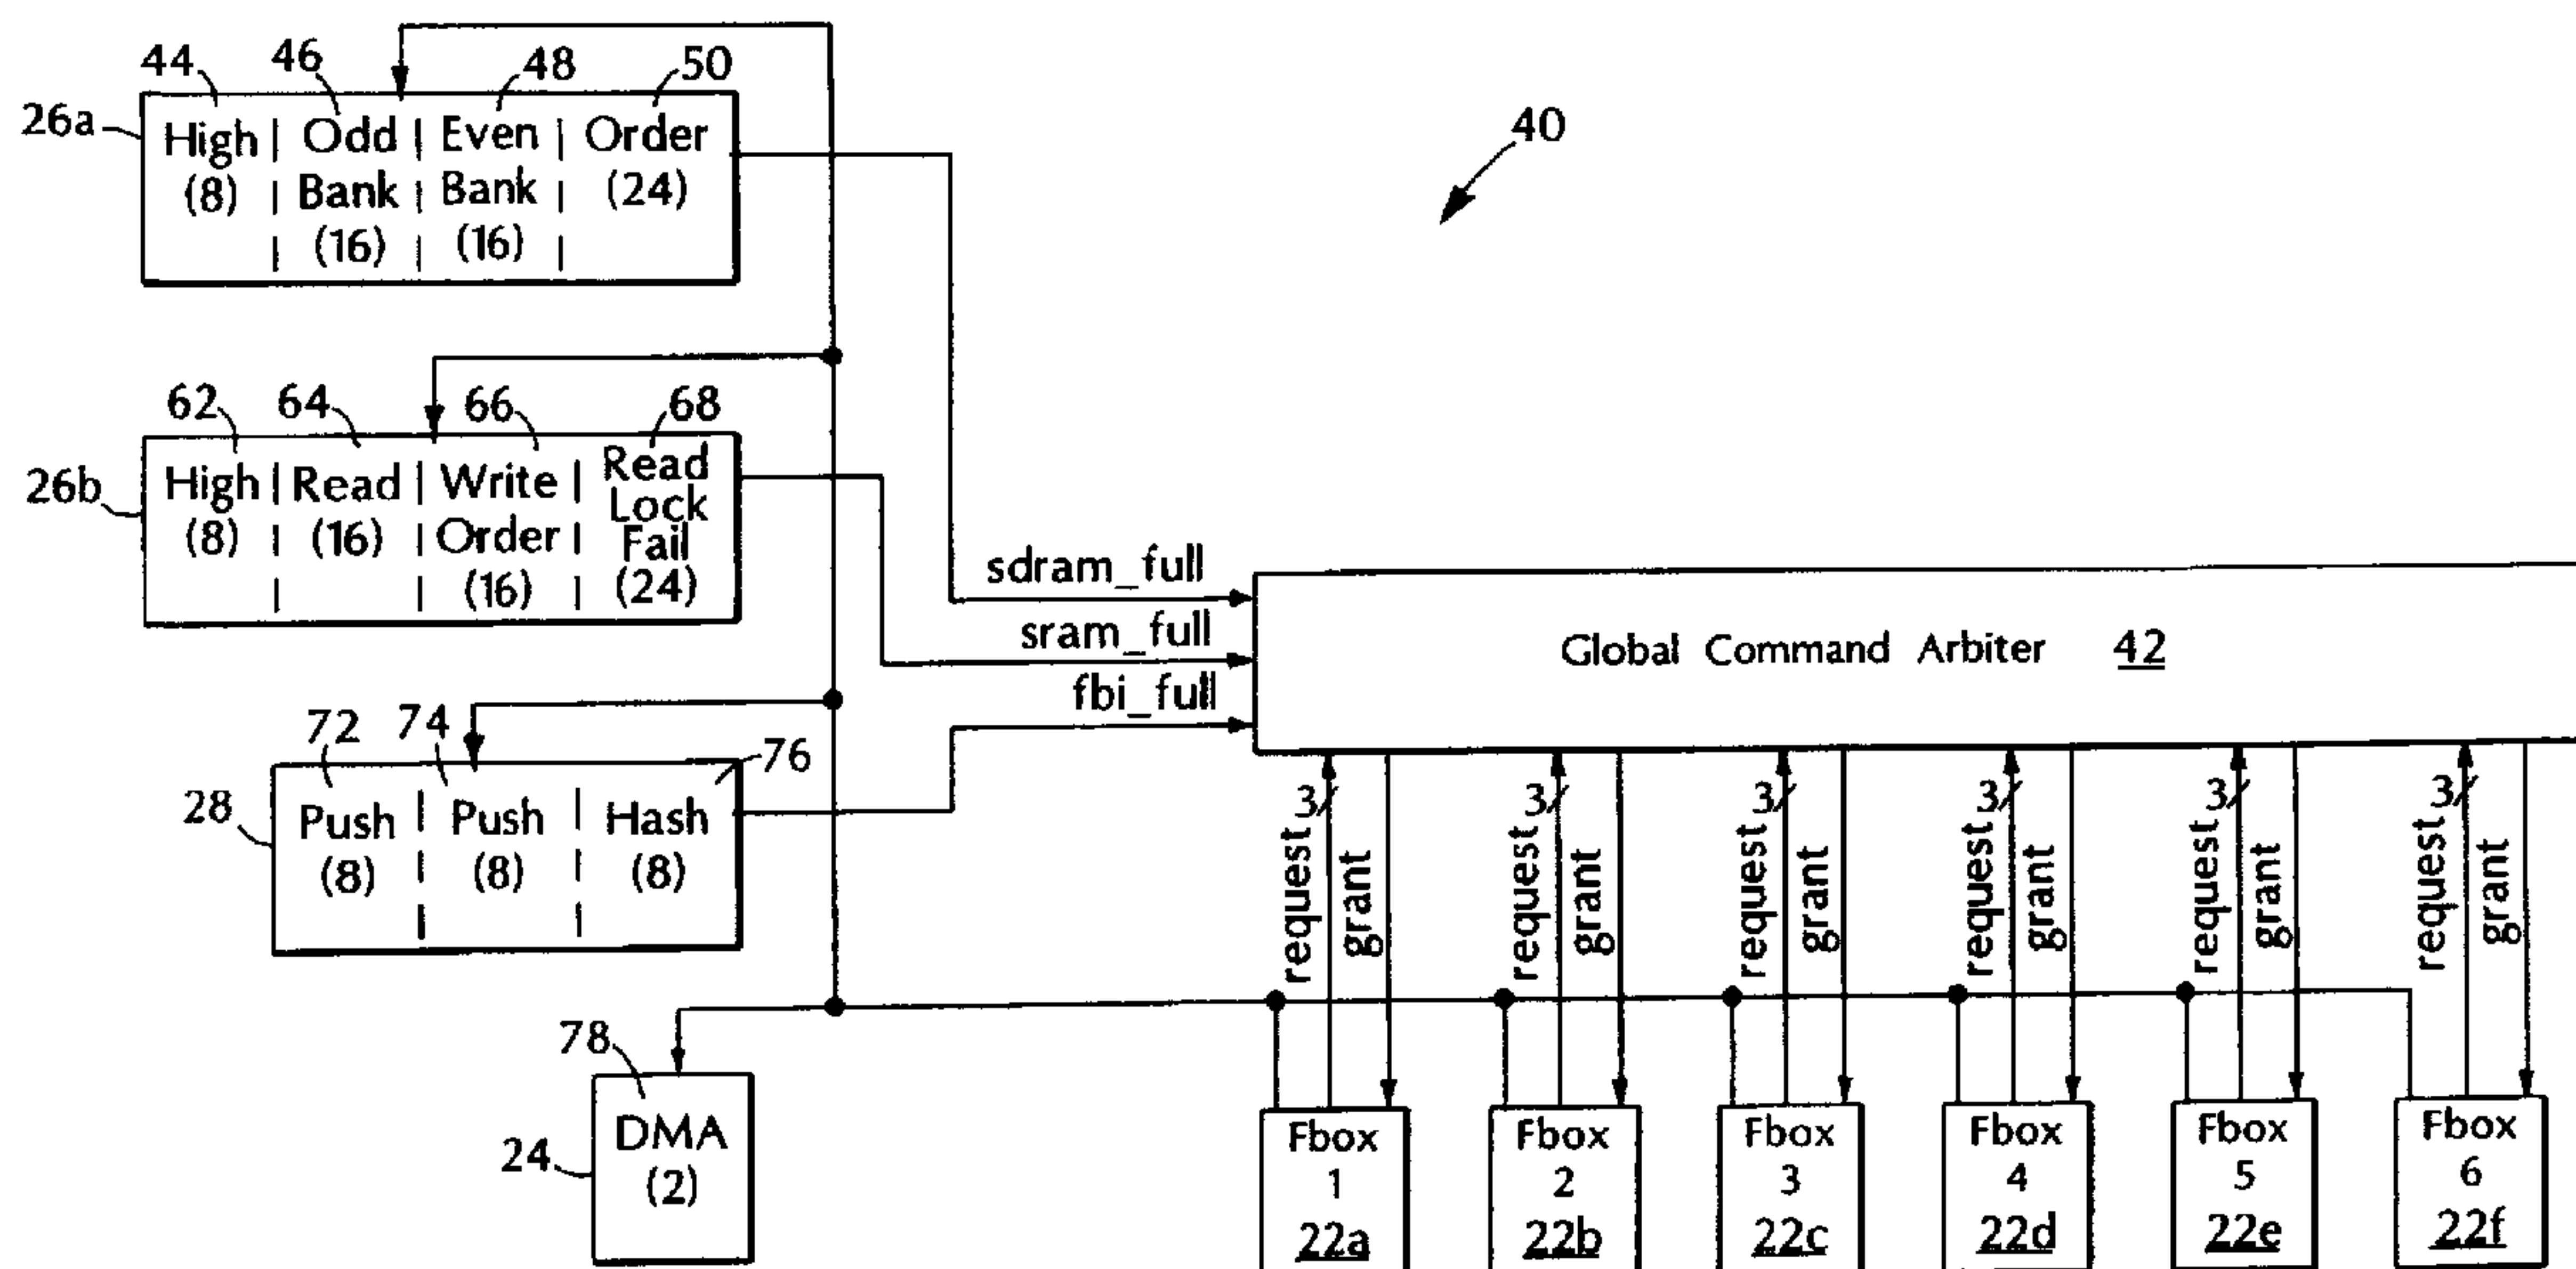 44 46 48 50
26a High (8) Odd Bank (16) Even Bank (16) Order (24)
40
62 64 66 68
26b High (8) Read (16) Write Order (16) Read Lock Fail (24)
sdram_full
sram_full
fbi_full
Global Command Arbiter 42
72 74 76
28 Push (8) Push (8) Hash (8)
3 3 3 3 3 3
request grant request grant request grant request grant request grant request grant
78
24 DMA (2)
Fbox 1 22a
Fbox 2 22b
Fbox 3 22c
Fbox 4 22d
Fbox 5 22e
Fbox 6 22f